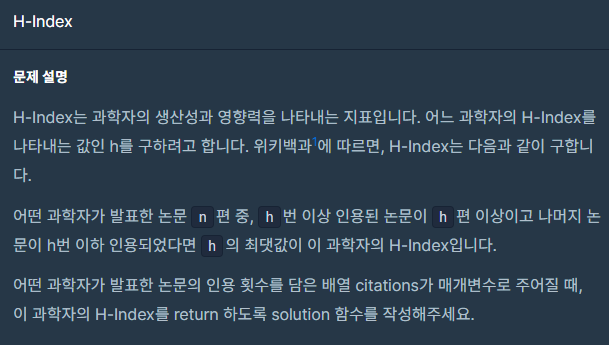 H-Index
문제 설명
H-Index는 과학자의 생산성과 영향력을 나타내는 지표입니다. 어느 과학자의 H-Index를
나타내는 값인 h를 구하려고 합니다. 위키백과1에 따르면, H-Index는 다음과 같이 구합니
다.
어떤 과학자가 발표한 논문 n 편 중, h 번 이상 인용된 논문이 h 편 이상이고 나머지 논
문이 h번 이하 인용되었다면 h 의 최댓값이 이 과학자의 H-Index입니다.
어떤 과학자가 발표한 논문의 인용 횟수를 담은 배열 citations가 매개변수로 주어질 때,
이 과학자의 H-Index를 return 하도록 solution 함수를 작성해주세요.